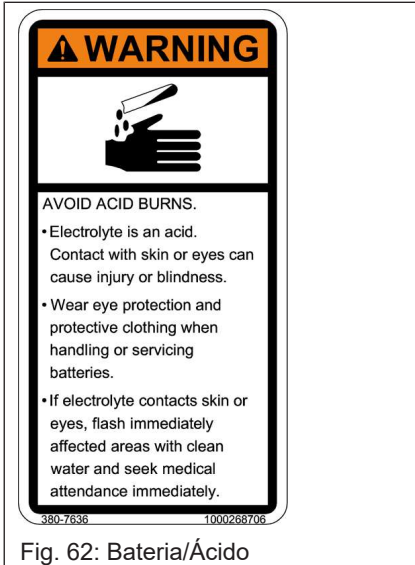 WARNING
AVOID ACID BURNS.
• Electrolyte is an acid.
Contact with skin or eyes can
cause injury or blindness.
• Wear eye protection and
protective clothing when
handling or servicing
batteries.
• If electrolyte contacts skin or
eyes, flash immediately
affected areas with clean
water and seek medical
attendance immediately.
380-7636 1000268706
Fig. 62: Bateria/Ácido